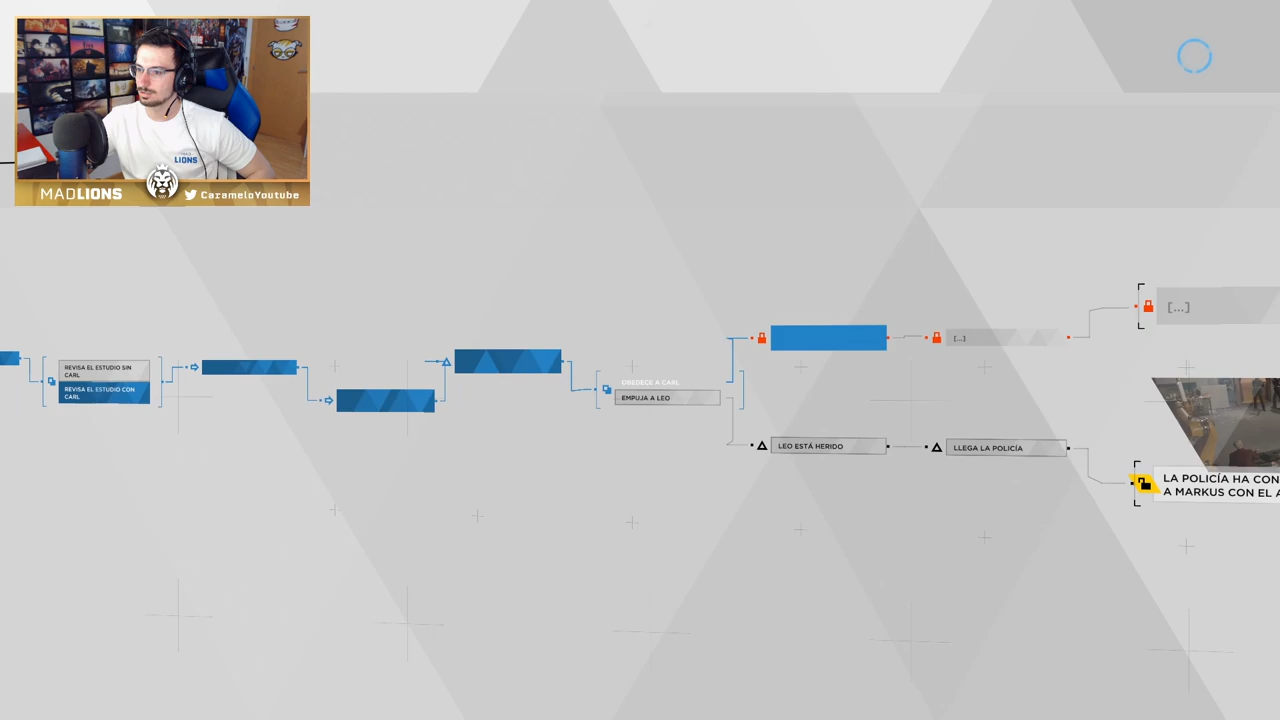 LIONS
MADLIONS
CarameloYoutube
REVISA EL ESTUDIO SIN
CARL
REVISA EL ESTUDIO CON
CARL
OBEDECE A CARL
EMPUJA A LEO
[...]
[...]
LEO ESTÁ HERIDO
LLEGA LA POLICÍA
LA POLICÍA HA CON
A MARKUS CON EL A